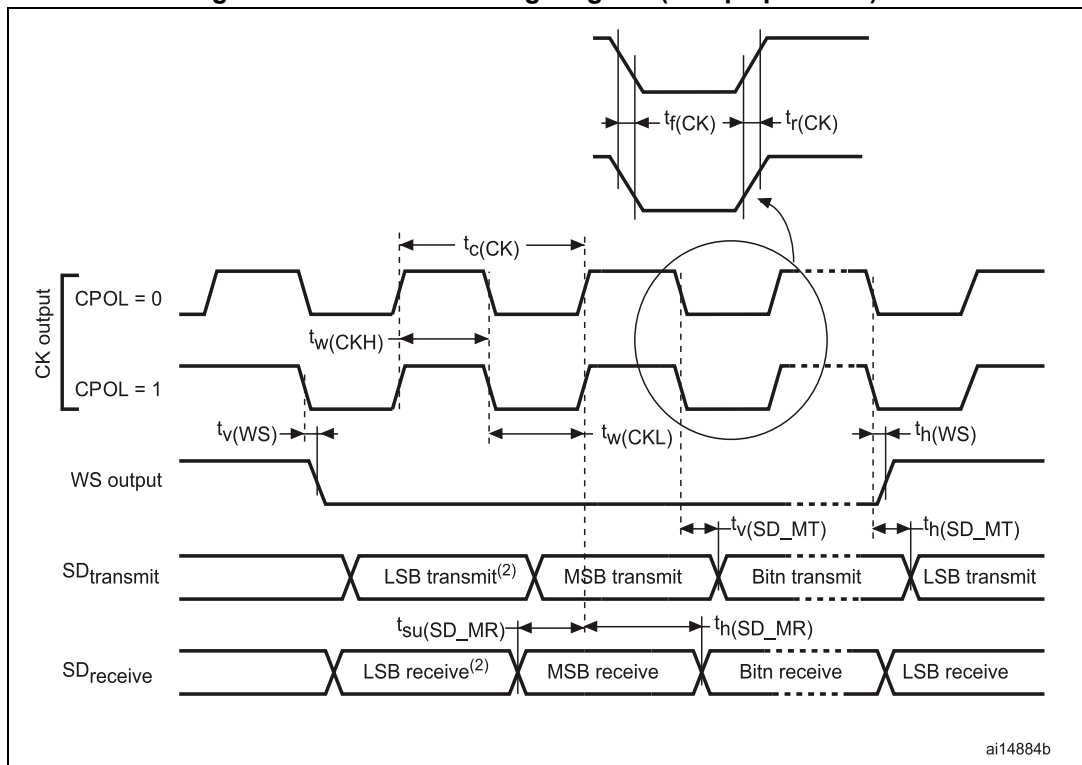 tf(CK) tr(CK)
tc(CK)
CK output
CPOL = 0
tw(CKH)
CPOL = 1
tv(WS) tw(CKL) th(WS)
WS output
tv(SD_MT) th(SD_MT)
SDtransmit LSB transmit(2) MSB transmit Bitn transmit LSB transmit
tsu(SD_MR) th(SD_MR)
SDreceive LSB receive(2) MSB receive Bitn receive LSB receive
ai14884b